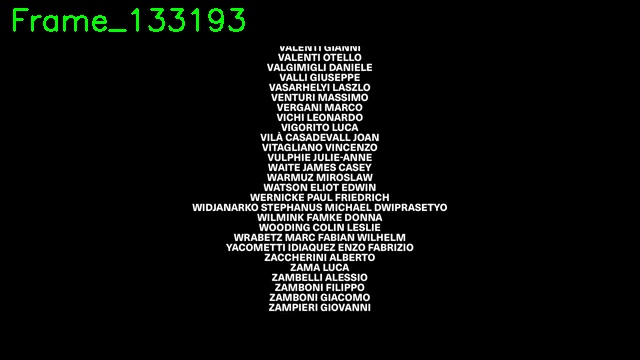 Frame_133193
VALENTI GIANNI
VALENTI OTELLO
VALGIMIGLI DANIELE
VALLI GIUSEPPE
VASARHELYI LASZLO
VENTURI MASSIMO
VERGANI MARCO
VICHI LEONARDO
VIGORITO LUCA
VILÀ CASADEVALL JOAN
VITAGLIANO VINCENZO
VULPHIE JULIE-ANNE
WAITE JAMES CASEY
WARMUZ MIROSLAW
WATSON ELIOT EDWIN
WERNICKE PAUL FRIEDRICH
WIDJANARKO STEPHANUS MICHAEL DWIPRASETYO
WILMINK FAMKE DONNA
WOODING COLIN LESLIE
WRABETZ MARC FABIAN WILHELM
YACOMETTI IDIAQUEZ ENZO FABRIZIO
ZACCHERINI ALBERTO
ZAMA LUCA
ZAMBELLI ALESSIO
ZAMBONI FILIPPO
ZAMBONI GIACOMO
ZAMPIERI GIOVANNI